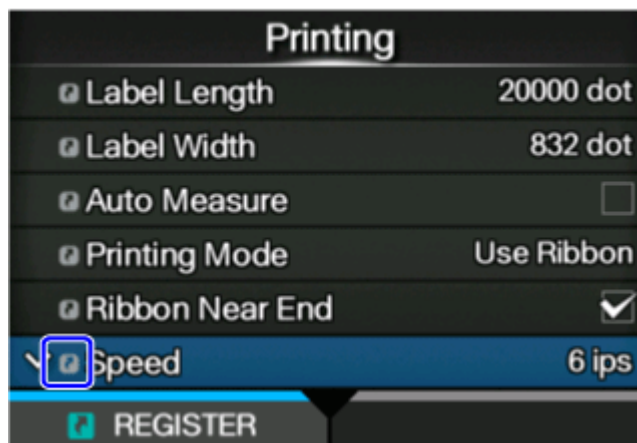 Printing
Label Length 20000 dot
Label Width 832 dot
Auto Measure
Printing Mode Use Ribbon
Ribbon Near End
Speed 6 ips
REGISTER